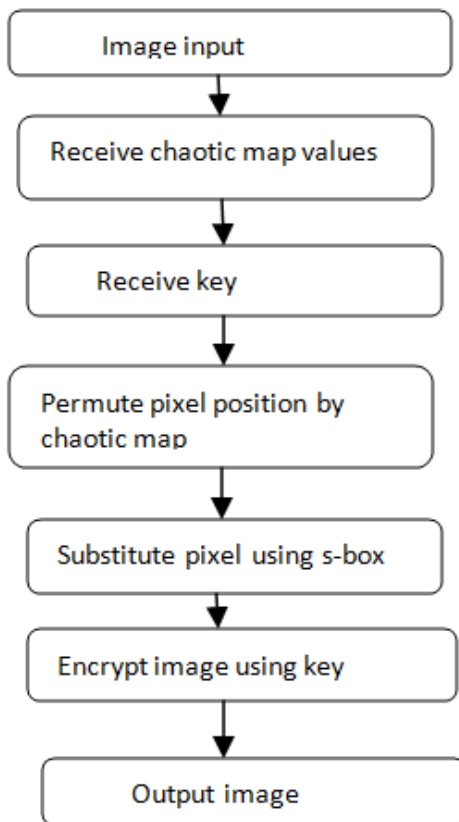 Image input
Receive chaotic map values
Receive key
Permute pixel position by
chaotic map
Substitute pixel using s-box
Encrypt image using key
Output image